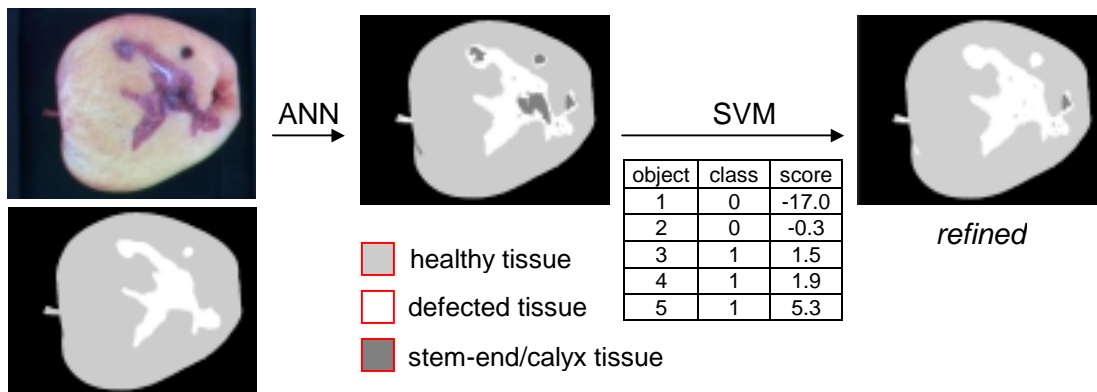 ANN
SVM
object class score
1 0 -17.0
2 0 -0.3
3 1 1.5
4 1 1.9
5 1 5.3
refined
healthy tissue
defected tissue
stem-end/calyx tissue